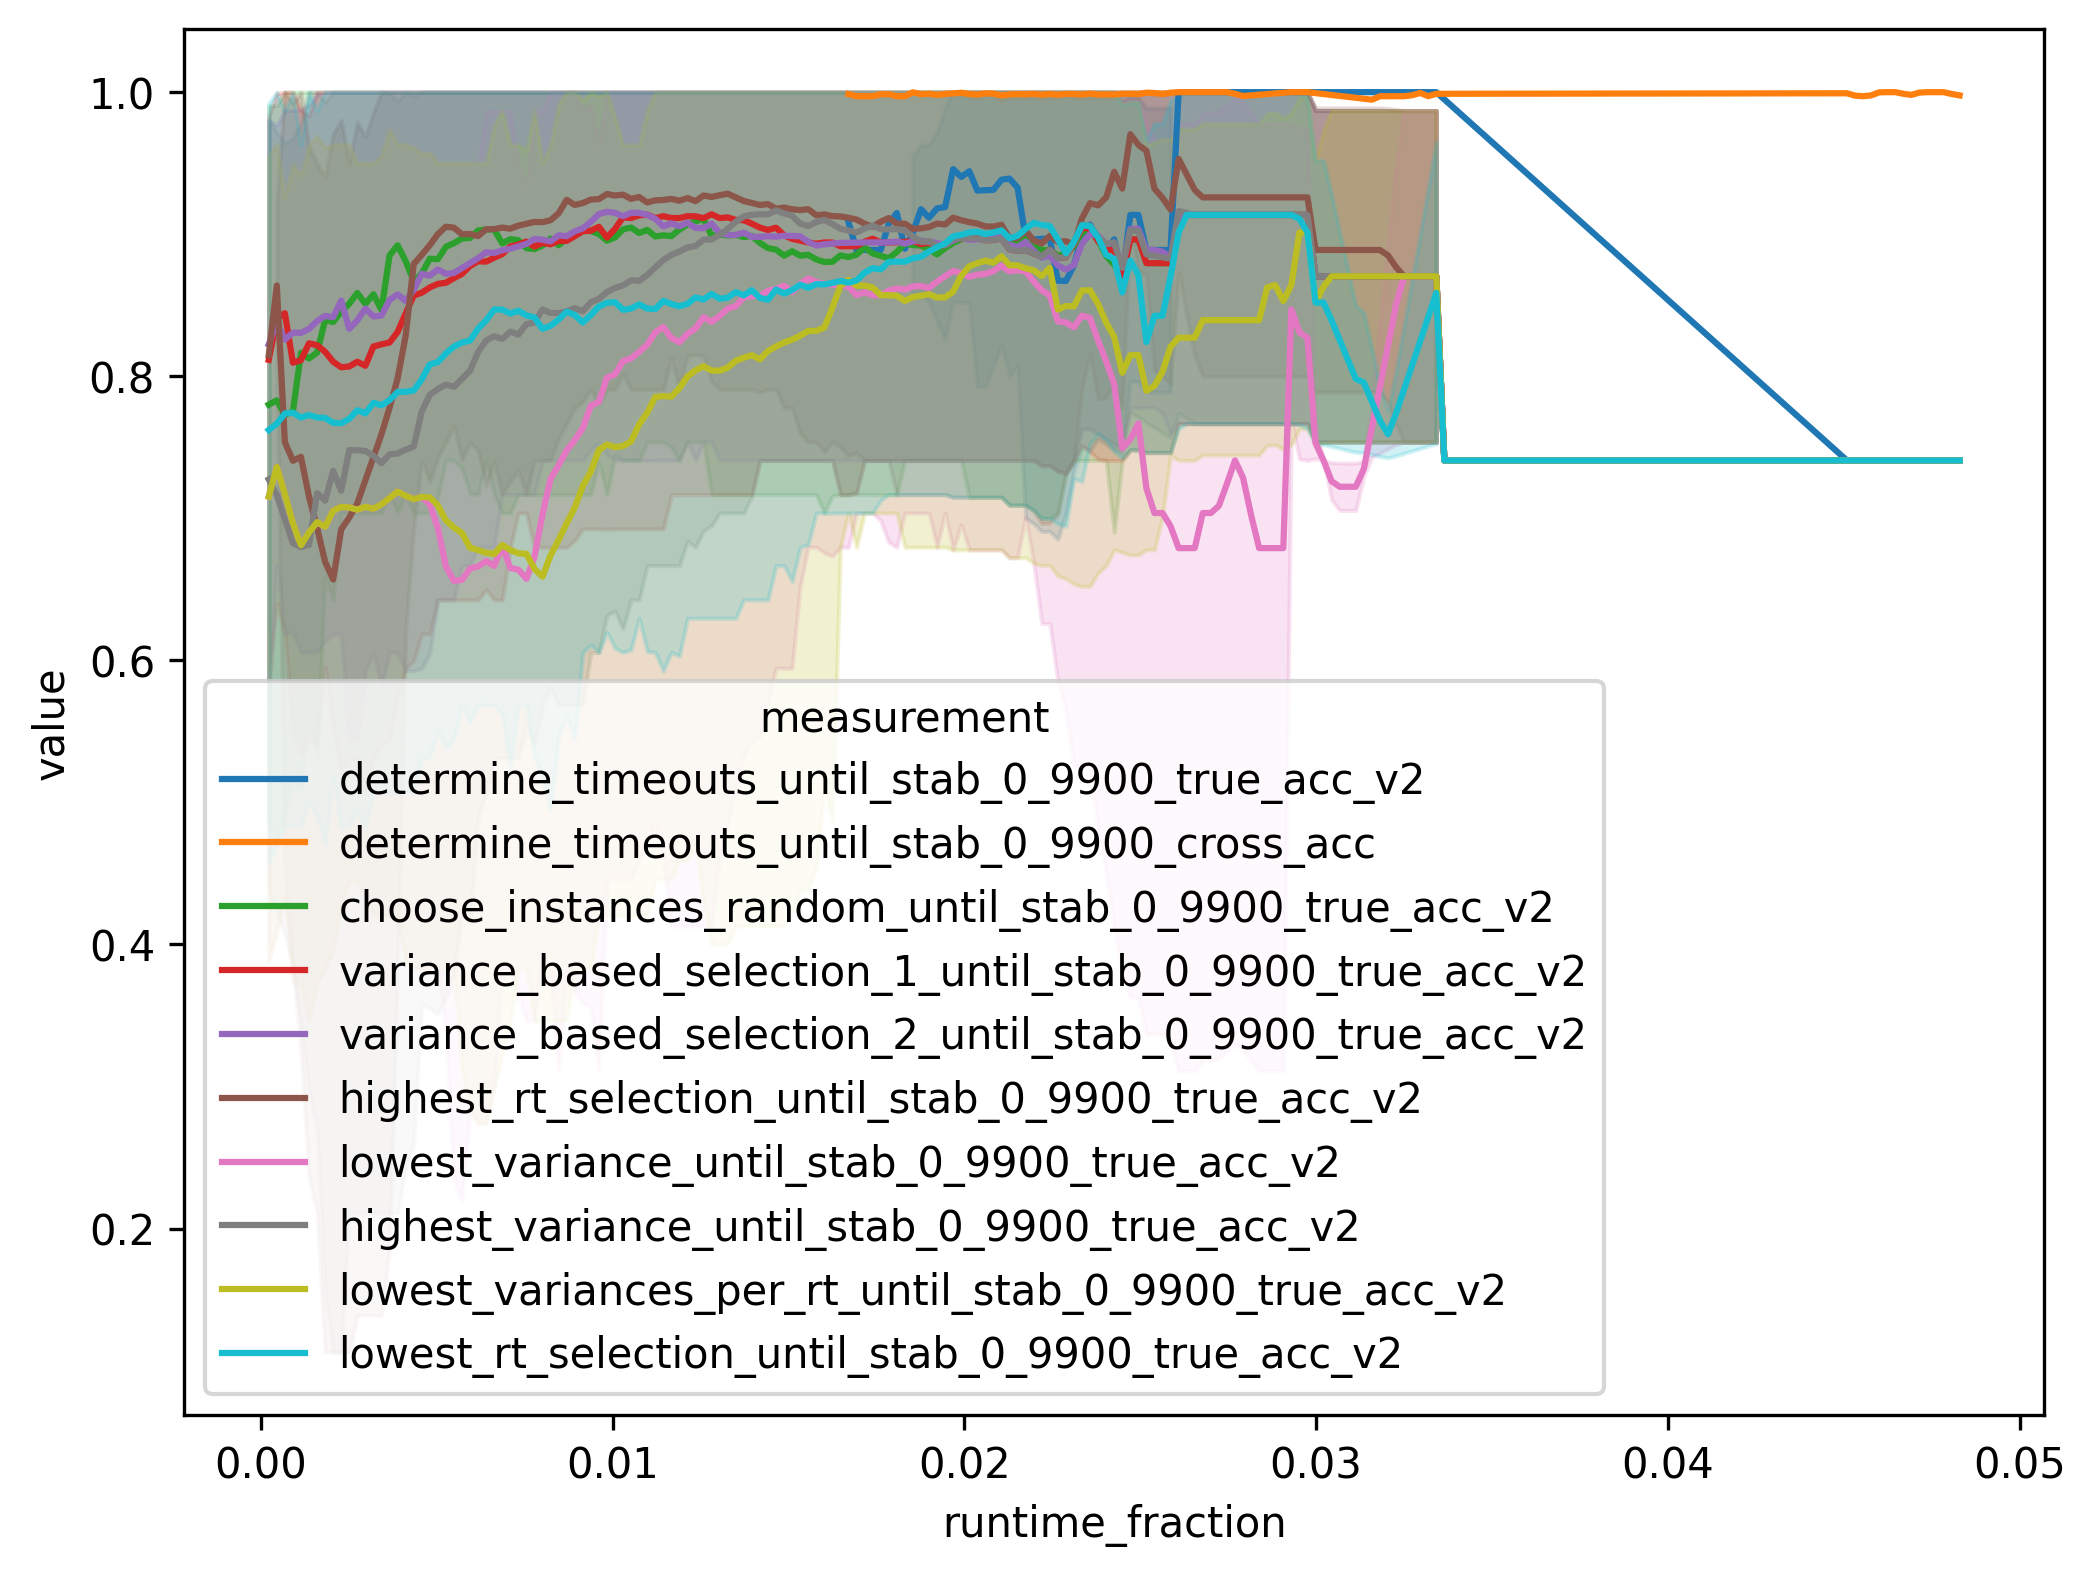 1.0
0.8
0.6
0.4
0.2
value
measurement
determine_timeouts_until_stab_0_9900_true_acc_v2
determine_timeouts_until_stab_0_9900_cross_acc
choose_instances_random_until_stab_0_9900_true_acc_v2
variance_based_selection_1_until_stab_0_9900_true_acc_v2
variance_based_selection_2_until_stab_0_9900_true_acc_v2
highest_rt_selection_until_stab_0_9900_true_acc_v2
lowest_variance_until_stab_0_9900_true_acc_v2
highest_variance_until_stab_0_9900_true_acc_v2
lowest_variances_per_rt_until_stab_0_9900_true_acc_v2
lowest_rt_selection_until_stab_0_9900_true_acc_v2
0.00 0.01 0.02 0.03 0.04 0.05
runtime_fraction